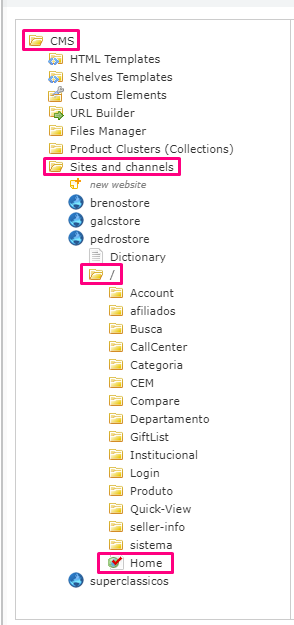 CMS
HTML Templates
Shelves Templates
Custom Elements
URL Builder
Files Manager
Product Clusters (Collections)
Sites and channels
new website
brenostore
galcstore
pedrostore
Dictionary
/
Account
afiliados
Busca
CallCenter
Categoria
CEM
Compare
Departamento
GiftList
Institucional
Login
Produto
Quick-View
seller-info
sistema
Home
superclassicos